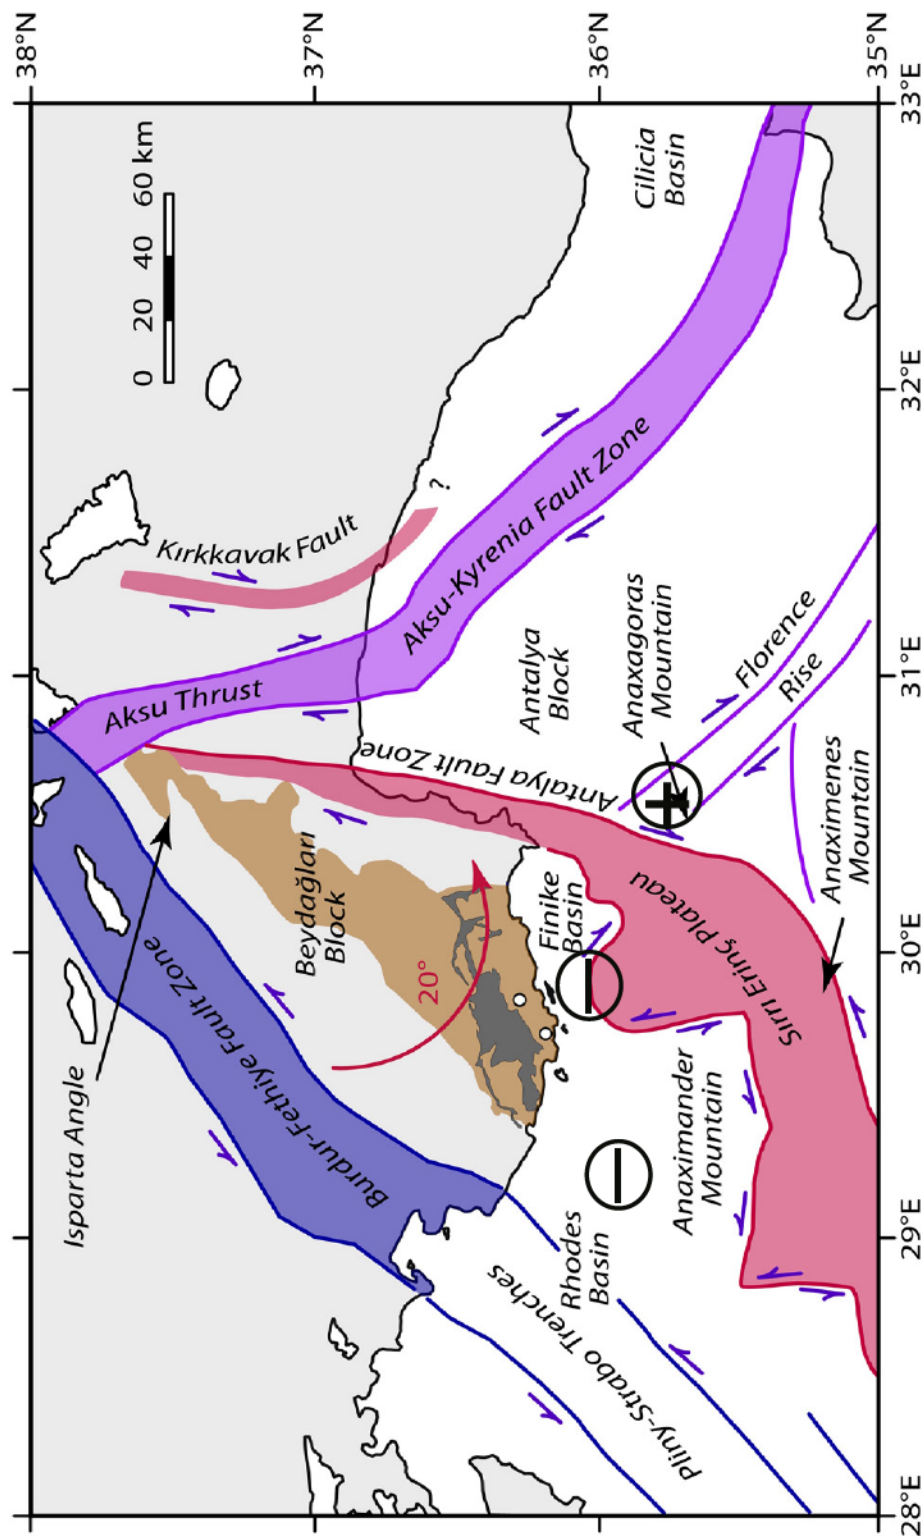 38°N
37°N
36°N
35°N
33°E
32°E
31°E
30°E
29°E
28°E
0 20 40 60 km
Isparta Angle
Burdur-Fethiye Fault Zone
Aksu Thrust
Kırkkavak Fault
?
Aksu-Kyrenia Fault Zone
Cilicia
Basin
Beydağları
Block
20°
Antalya Fault Zone
Antalya
Block
Finike
Basin
Anaxagoras
Mountain
Florence
Rise
Sırrı Erinç Plateau
Anaximenes
Mountain
Anaximander
Mountain
Rhodes
Basin
Pliny-Strabo Trenches